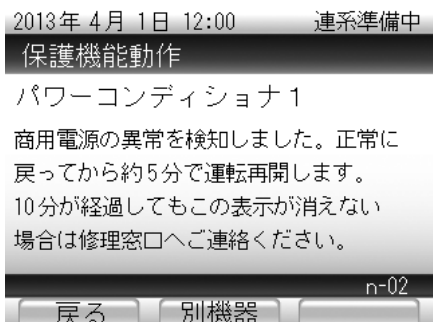 2013年 4月 1日 12:00 連系準備中
保護機能動作
パワーコンディショナ1
商用電源の異常を検知しました。正常に
戻ってから約5分で運転再開します。
10分が経過してもこの表示が消えない
場合は修理窓口へご連絡ください。
n-02
戻る 別機器